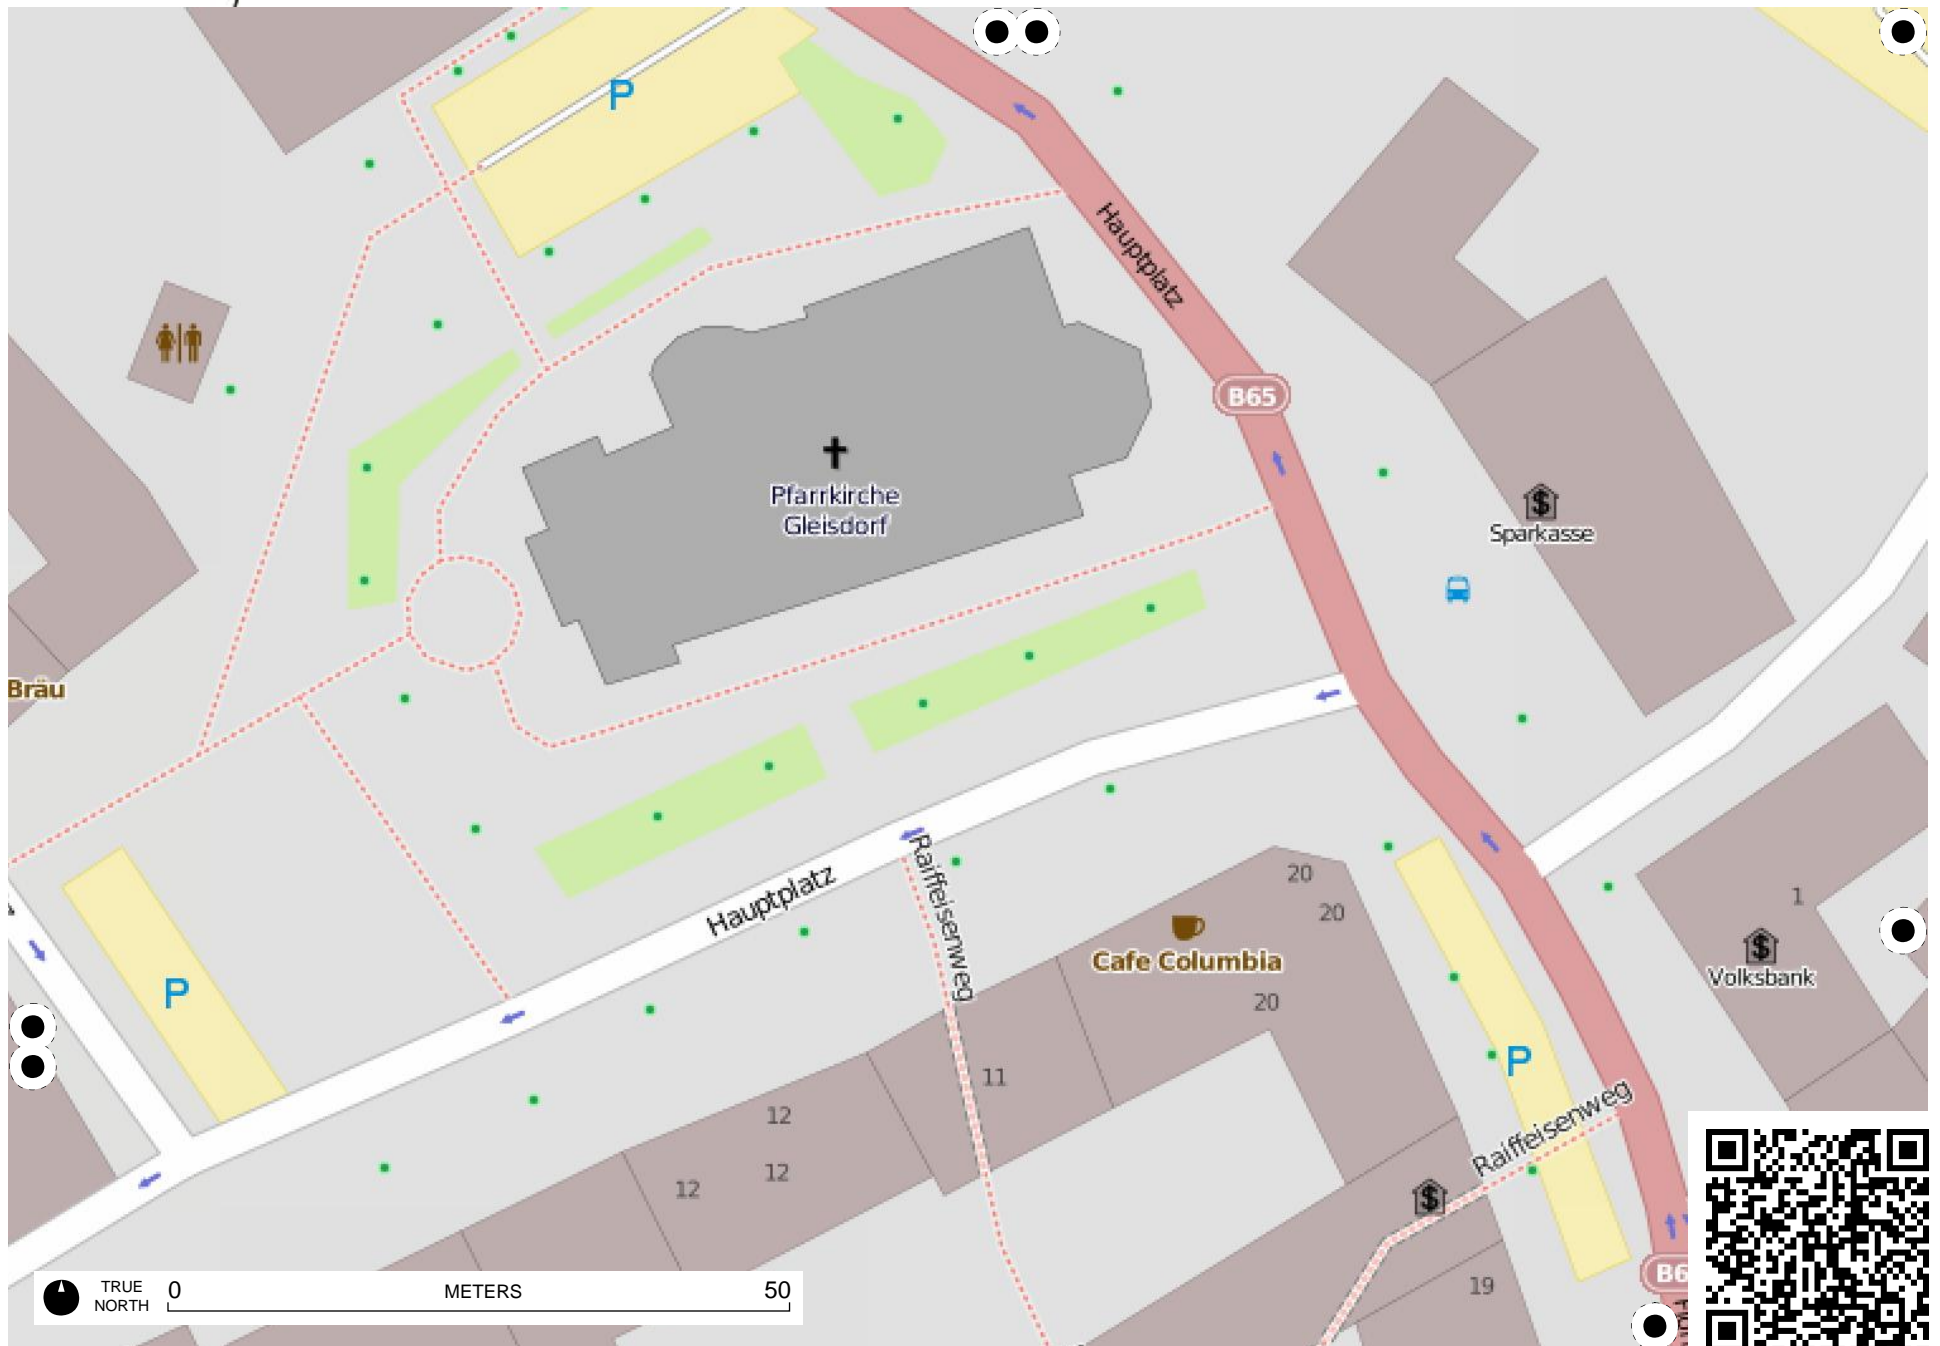 P
Hauptplatz
B65
Pfarrkirche
Gleisdorf
Sparkasse
Bräu
Hauptplatz
Raiffeisenweg
20
20
Cafe Columbia
20
1
Volksbank
P
11
P
12
12
12
Raiffeisenweg
19
TRUE
NORTH
0
METERS
50
B6